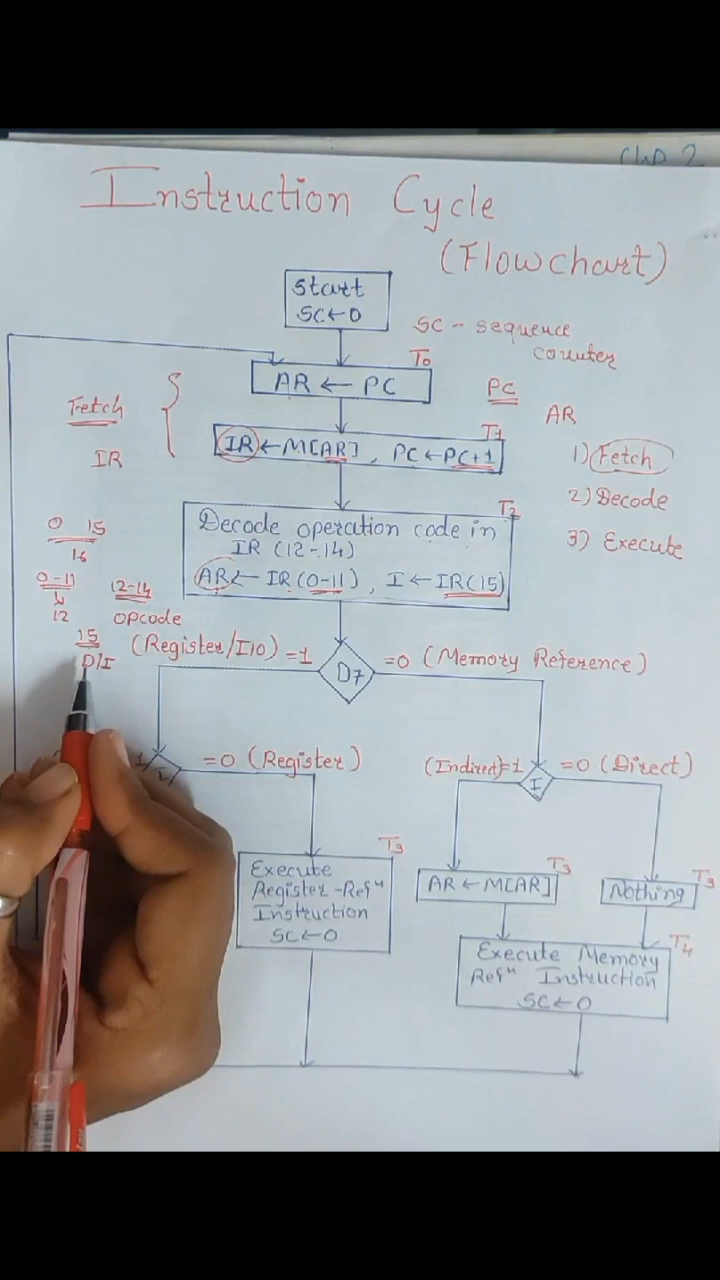 Chp 2
Instruction Cycle
(Flowchart)
Start
SC ← 0
SC - sequence
counter
T0
AR ← PC
PC
AR
Fetch
IR
T1
IR ← M[AR] , PC ← PC+1
1) Fetch
2) Decode
3) Execute
T2
Decode operation code in
IR (12-14)
AR ← IR (0-11) , I ← IR(15)
0 15
16
0-11
12
12-14
opcode
15
D/I
(Register/I/O) = 1
D7
=0 (Memory Reference)
=0 (Register)
(Indirect)=1
I
=0 (Direct)
T3
Execute
Register-Refⁿ
Instruction
SC ← 0
T3
AR ← M[AR]
T3
Nothing
T4
Execute Memory
Refⁿ Instruction
SC ← 0